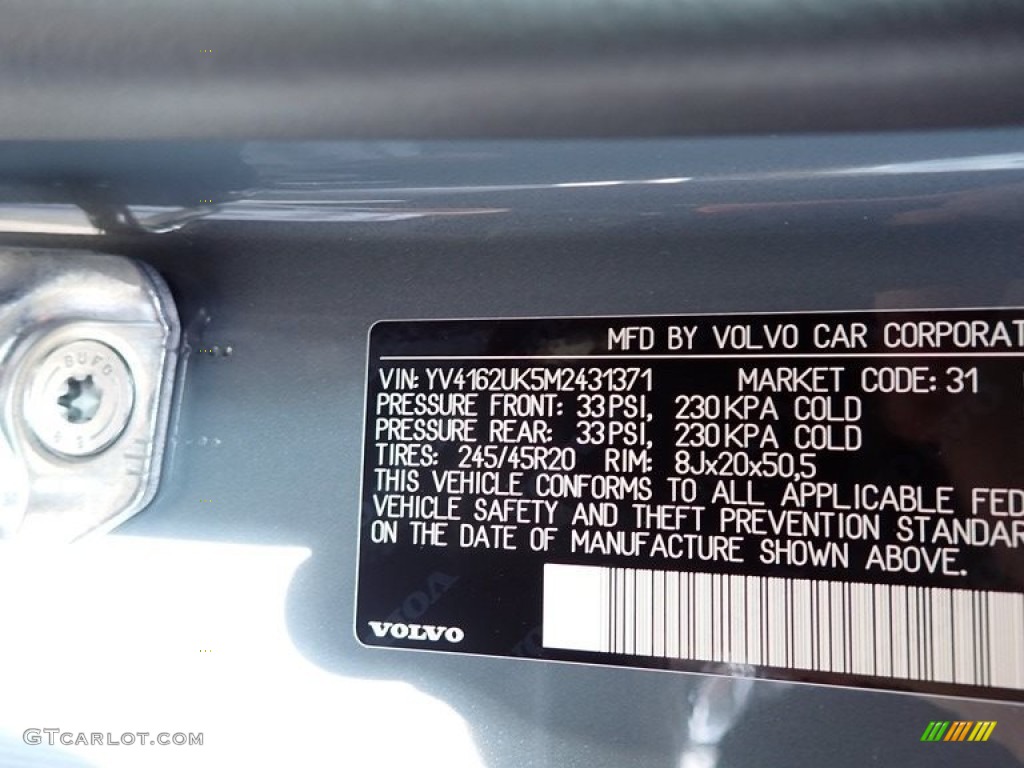 BUFO
MFD BY VOLVO CAR CORPORAT
VIN: YV4162UK5M2431371 MARKET CODE: 31
PRESSURE FRONT: 33PSI, 230KPA COLD
PRESSURE REAR: 33PSI, 230KPA COLD
TIRES: 245/45R20 RIM: 8Jx20x50,5
THIS VEHICLE CONFORMS TO ALL APPLICABLE FED
VEHICLE SAFETY AND THEFT PREVENTION STANDAR
ON THE DATE OF MANUFACTURE SHOWN ABOVE.
VOLVO
GTCARLOT.COM